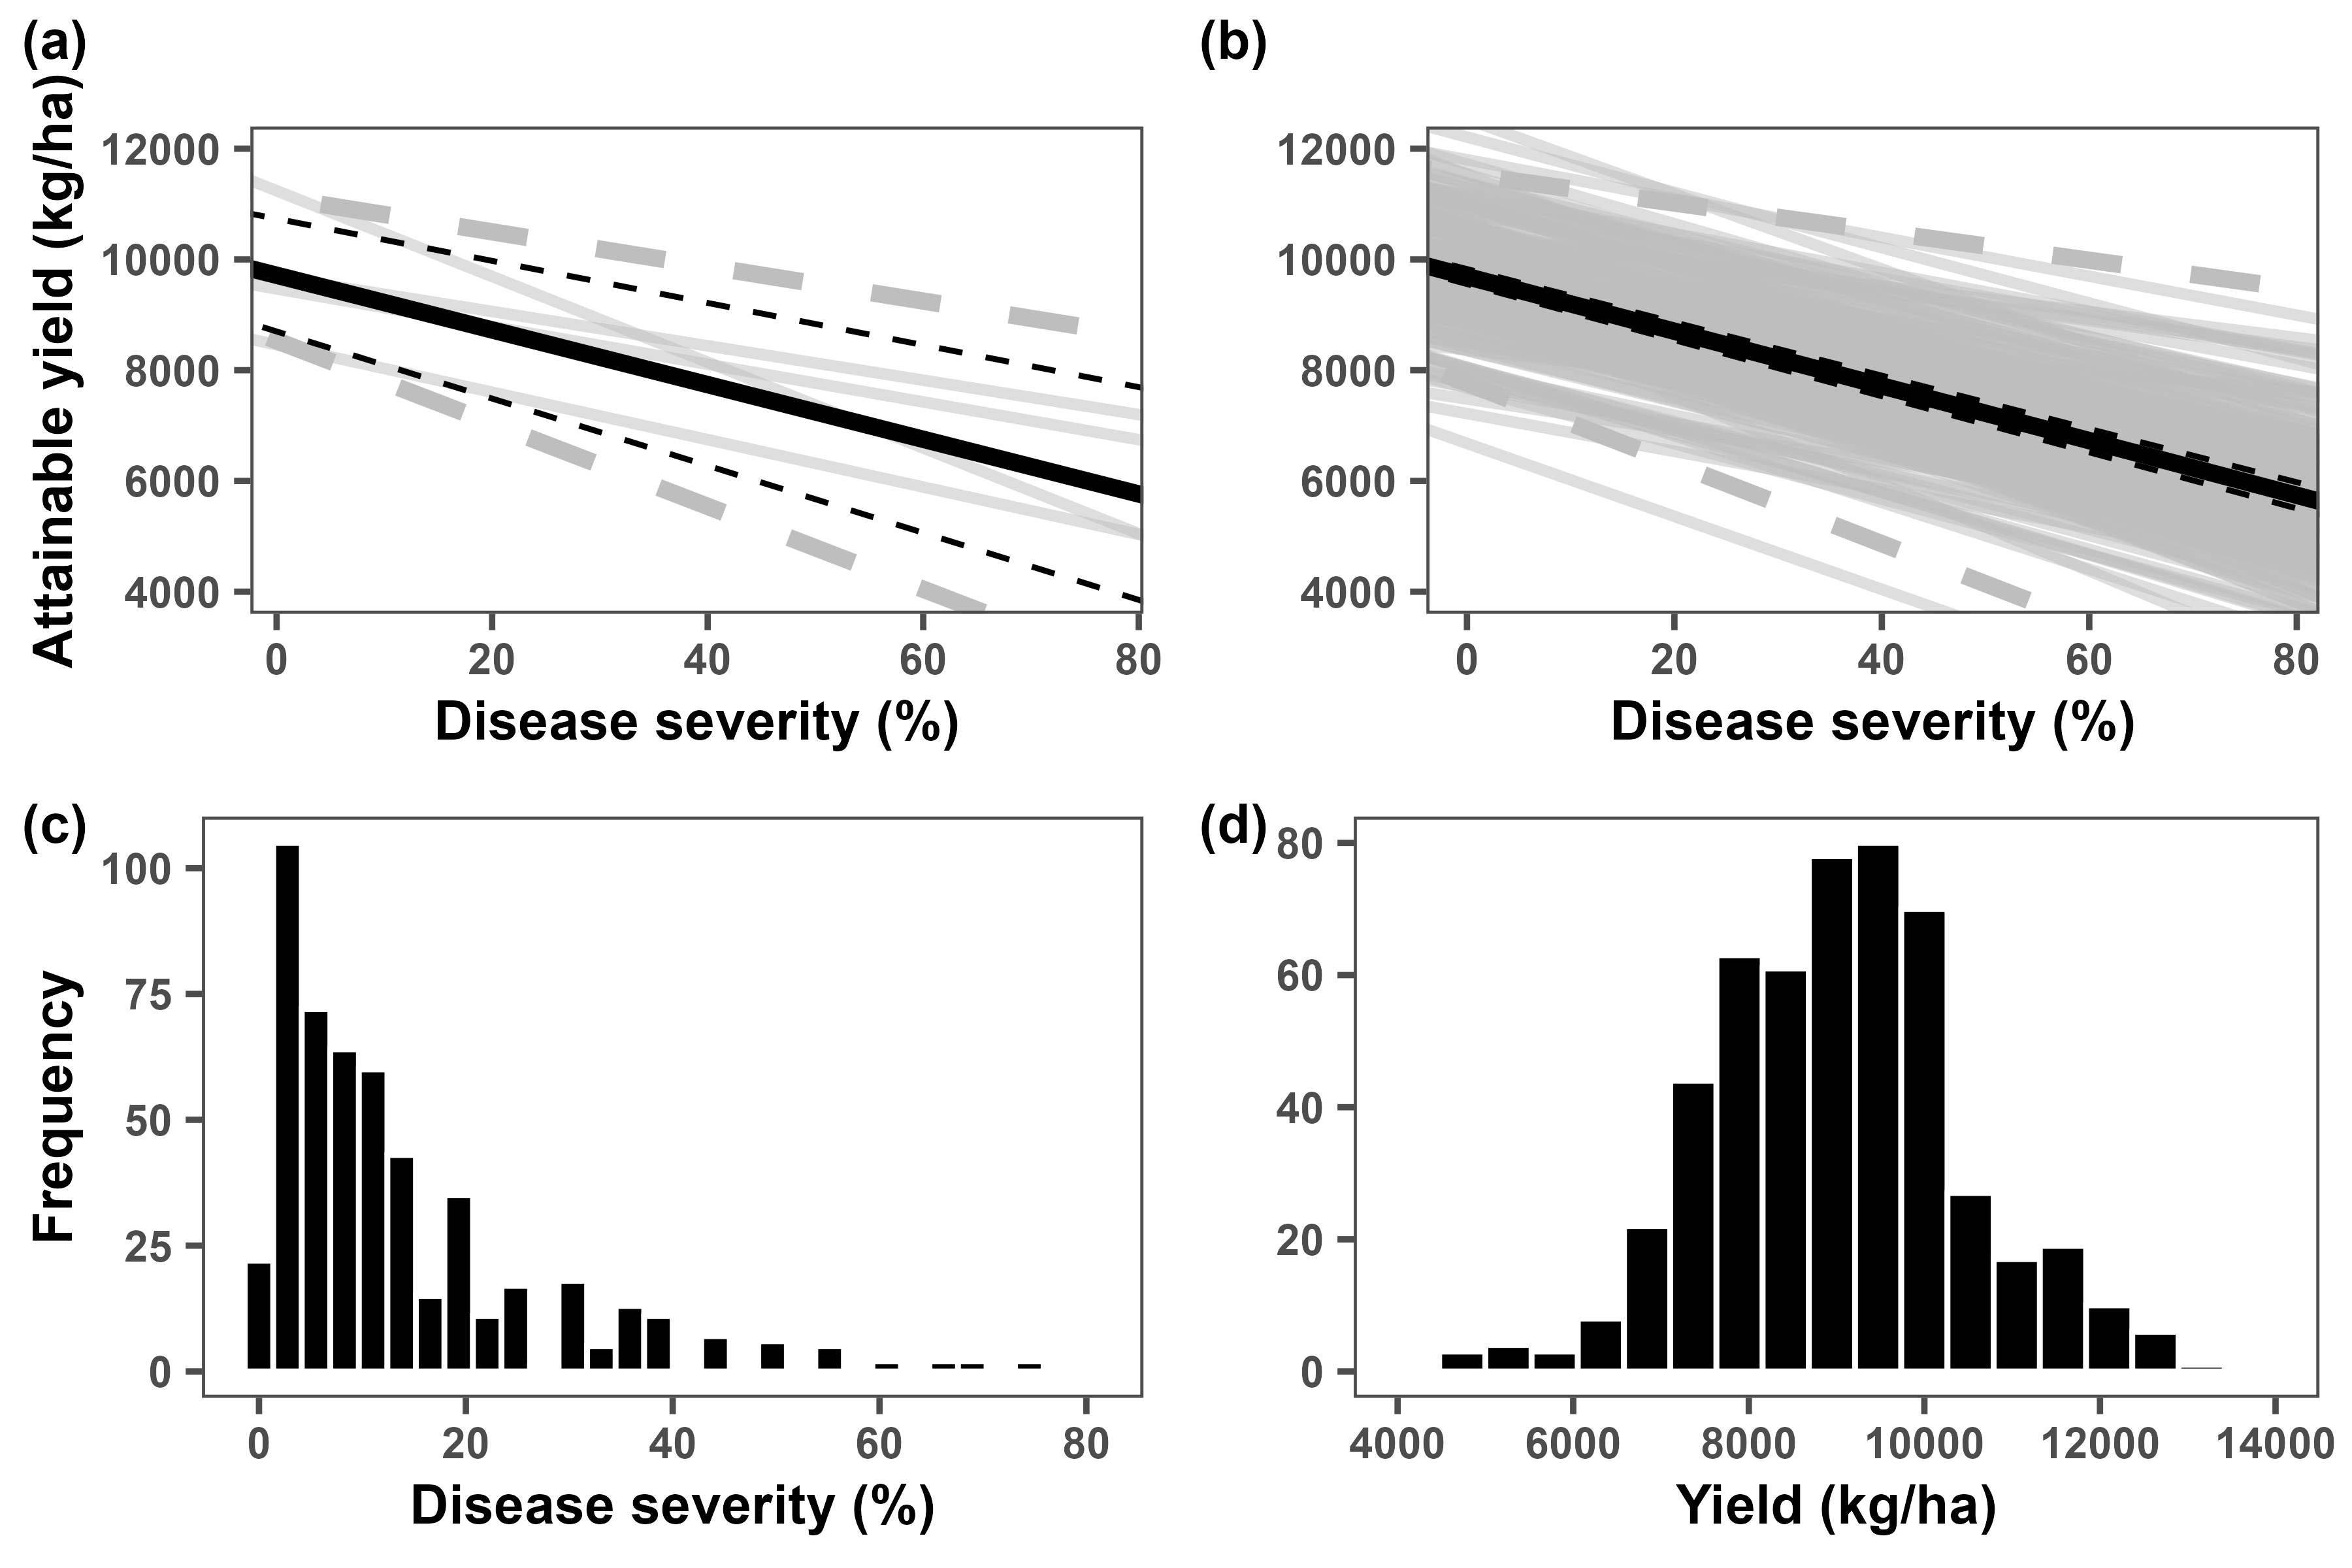 (a)
Attainable yield (kg/ha)
12000
10000
8000
6000
4000
0 20 40 60 80
Disease severity (%)
(b)
12000
10000
8000
6000
4000
0 20 40 60 80
Disease severity (%)
(c)
Frequency
100
75
50
25
0
0 20 40 60 80
Disease severity (%)
(d)
80
60
40
20
0
4000 6000 8000 10000 12000 14000
Yield (kg/ha)